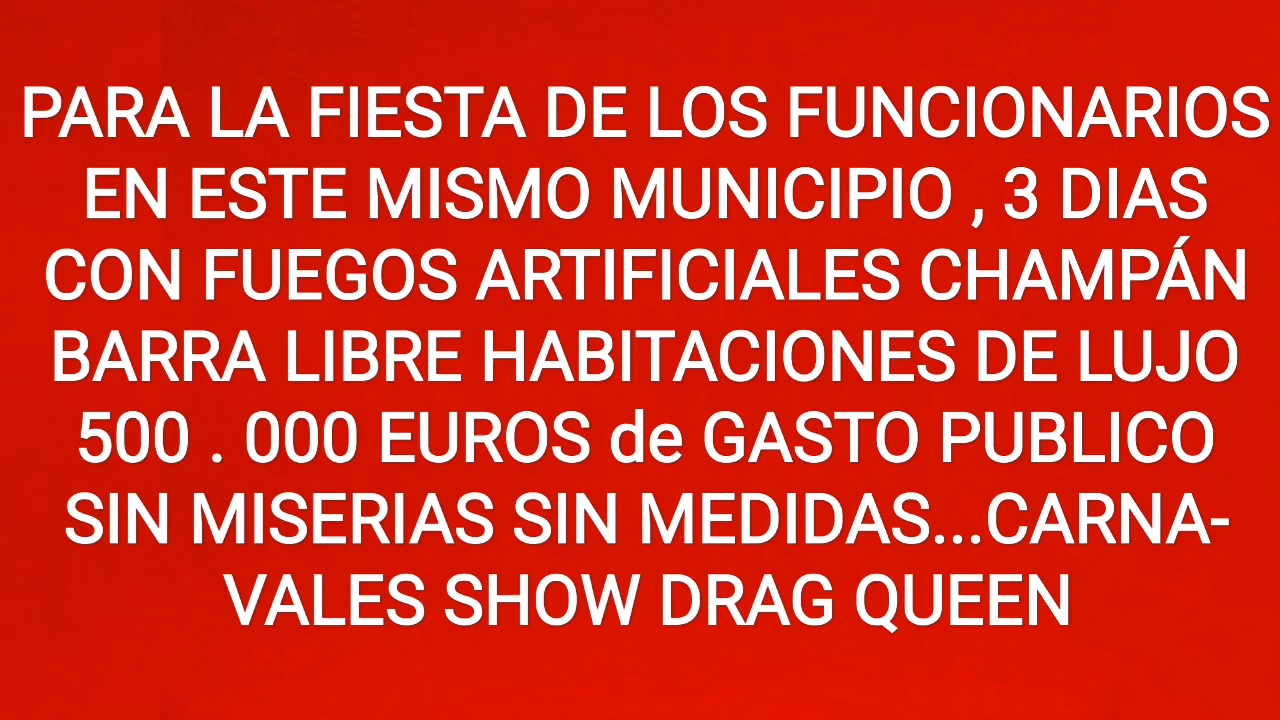 PARA LA FIESTA DE LOS FUNCIONARIOS
EN ESTE MISMO MUNICIPIO , 3 DIAS
CON FUEGOS ARTIFICIALES CHAMPÁN
BARRA LIBRE HABITACIONES DE LUJO
500 . 000 EUROS de GASTO PUBLICO
SIN MISERIAS SIN MEDIDAS...CARNA-
VALES SHOW DRAG QUEEN